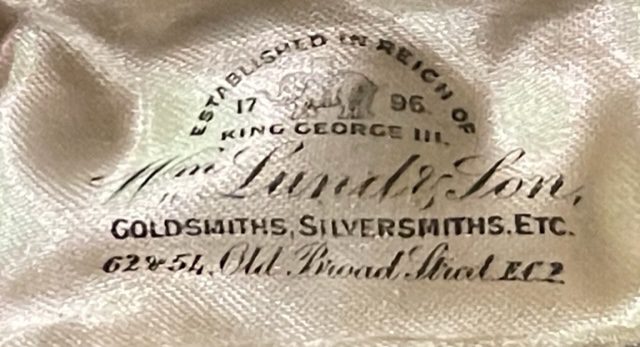 ESTABLISHED IN REIGN OF
17 96.
KING GEORGE III.
Wm Lund & Son,
GOLDSMITHS, SILVERSMITHS. ETC.
62 & 54, Old Broad Street EC2